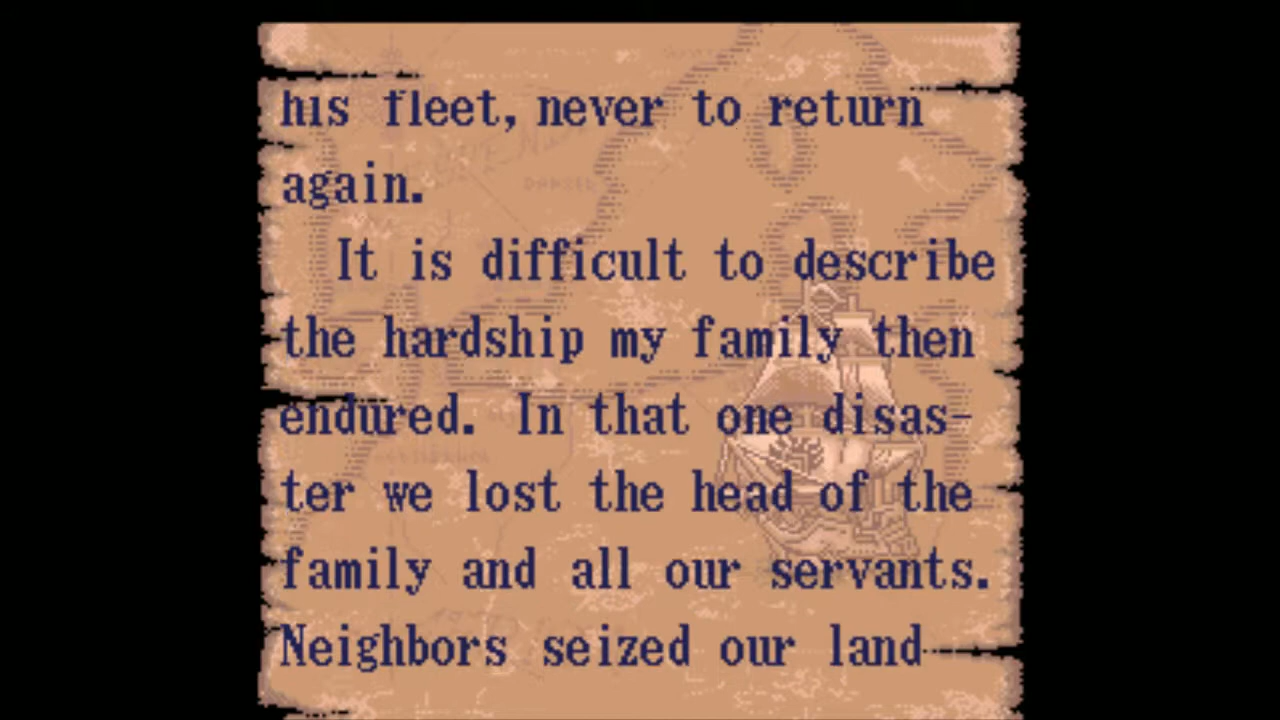 his fleet, never to return
again.
It is difficult to describe
the hardship my family then
endured. In that one disas-
ter we lost the head of the
family and all our servants.
Neighbors seized our land